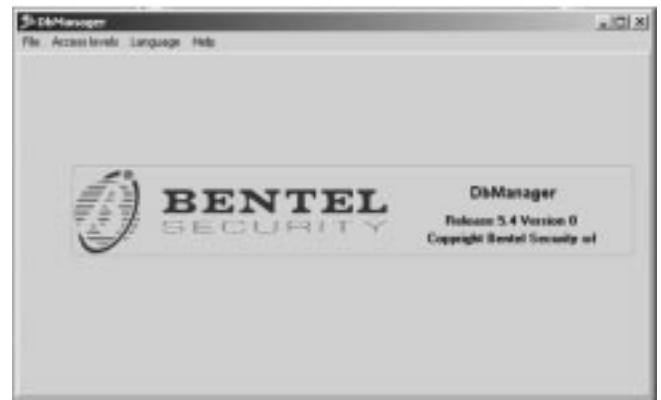 DbManager
File Access levels Language Help
BENTEL
SECURITY
DbManager
Release 5.4 Version 0
Copyright Bentel Security srl